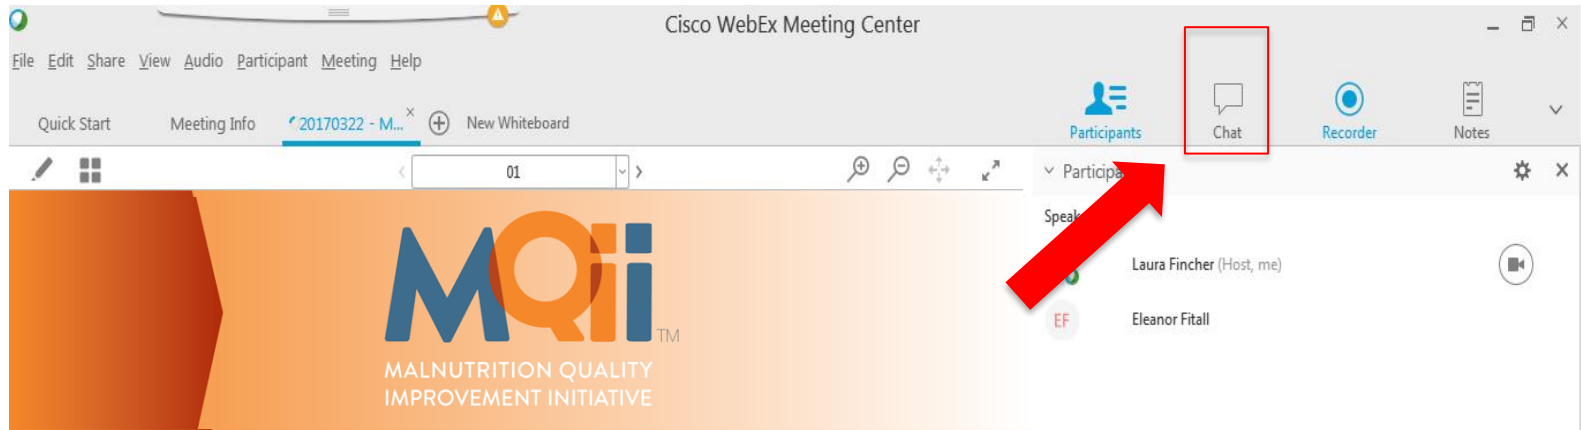 Cisco WebEx Meeting Center
File Edit Share View Audio Participant Meeting Help
Quick Start Meeting Info 20170322 - M... New Whiteboard
Participants Chat Recorder Notes
01
MQii TM
MALNUTRITION QUALITY
IMPROVEMENT INITIATIVE
Laura Fincher (Host, me)
EF Eleanor Fitall